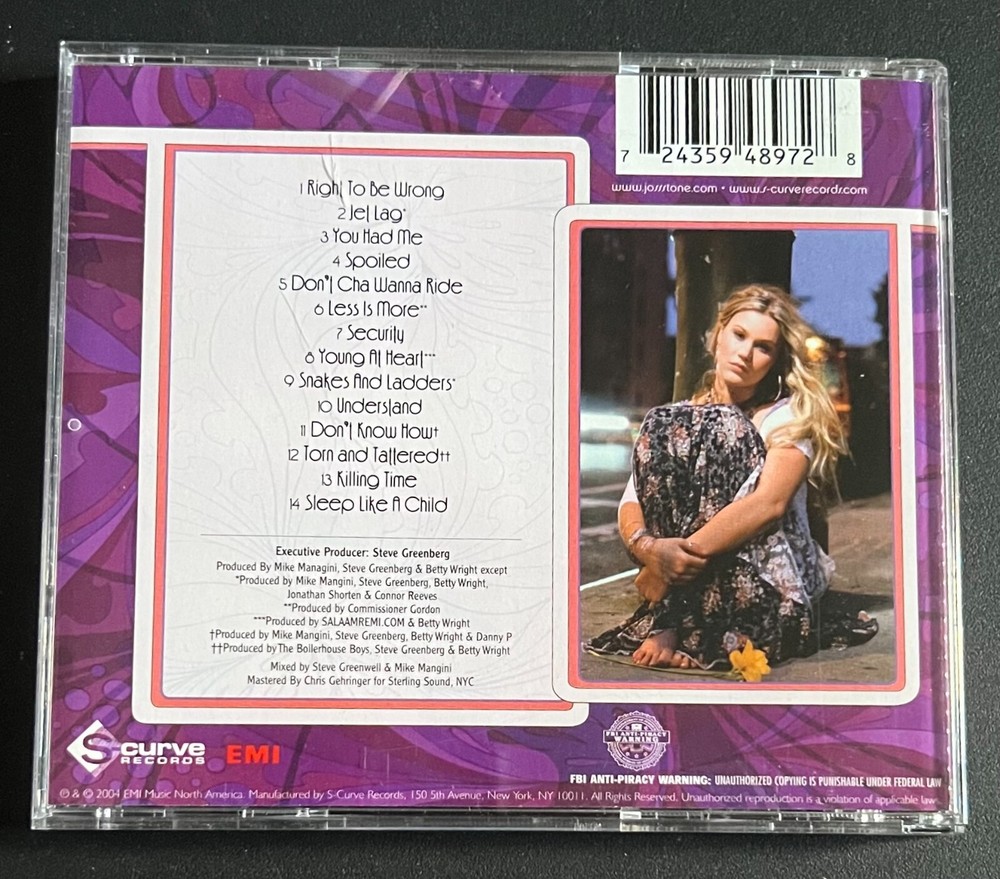 7 24359 48972 8
www.jossstone.com • www.s-curverecords.com
1 Right To Be Wrong
2 Jet Lag*
3 You Had Me
4 Spoiled
5 Don't Cha Wanna Ride
6 Less Is More**
7 Security
8 Young At Heart***
9 Snakes And Ladders*
10 Understand
11 Don't Know How†
12 Torn and Tattered††
13 Killing Time
14 Sleep Like A Child
Executive Producer: Steve Greenberg
Produced By Mike Managini, Steve Greenberg & Betty Wright except
*Produced by Mike Mangini, Steve Greenberg, Betty Wright,
Jonathan Shorten & Connor Reeves
**Produced by Commissioner Gordon
***Produced by SALAAMREMI.COM & Betty Wright
†Produced by Mike Mangini, Steve Greenberg, Betty Wright & Danny P
††Produced by The Boilerhouse Boys, Steve Greenberg & Betty Wright
Mixed by Steve Greenwell & Mike Mangini
Mastered By Chris Gehringer for Sterling Sound, NYC
S-curve
RECORDS
EMI
FBI ANTI-PIRACY
WARNING
FBI ANTI-PIRACY WARNING: UNAUTHORIZED COPYING IS PUNISHABLE UNDER FEDERAL LAW
℗ & © 2004 EMI Music North America. Manufactured by S-Curve Records, 150 5th Avenue, New York, NY 10011. All Rights Reserved. Unauthorized reproduction is a violation of applicable laws.